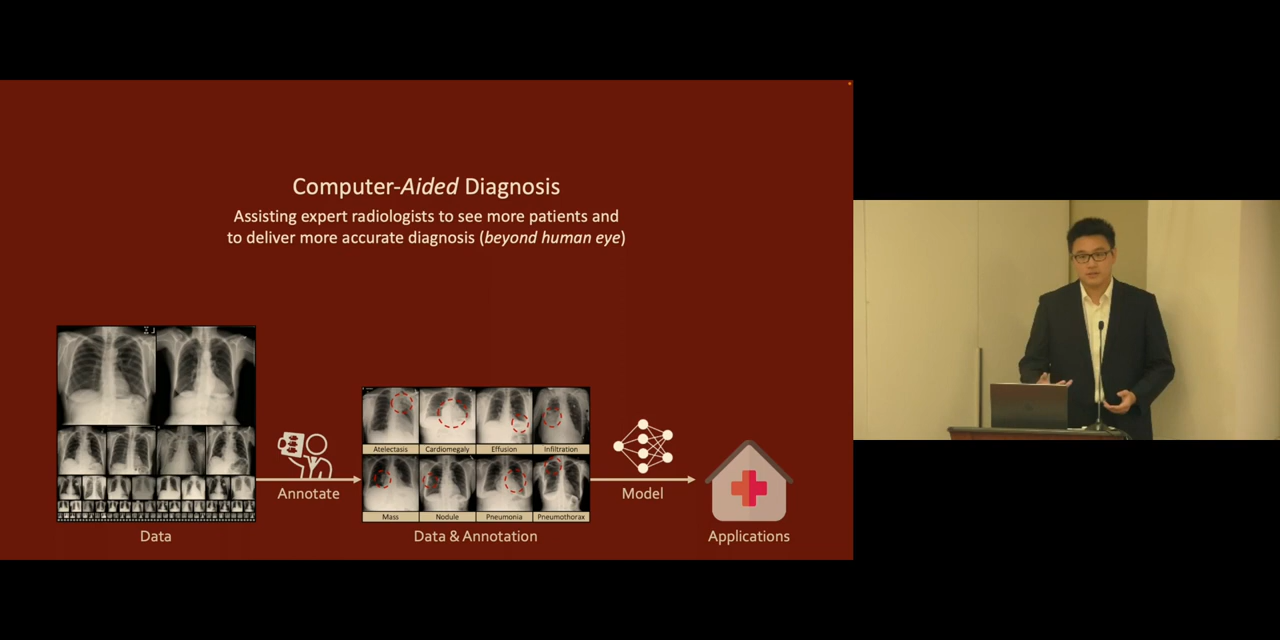 Computer-Aided Diagnosis
Assisting expert radiologists to see more patients and
to deliver more accurate diagnosis (beyond human eye)
Atelectasis Cardiomegaly Effusion Infiltration
Mass Nodule Pneumonia Pneumothorax
Annotate
Model
Data
Data & Annotation
Applications